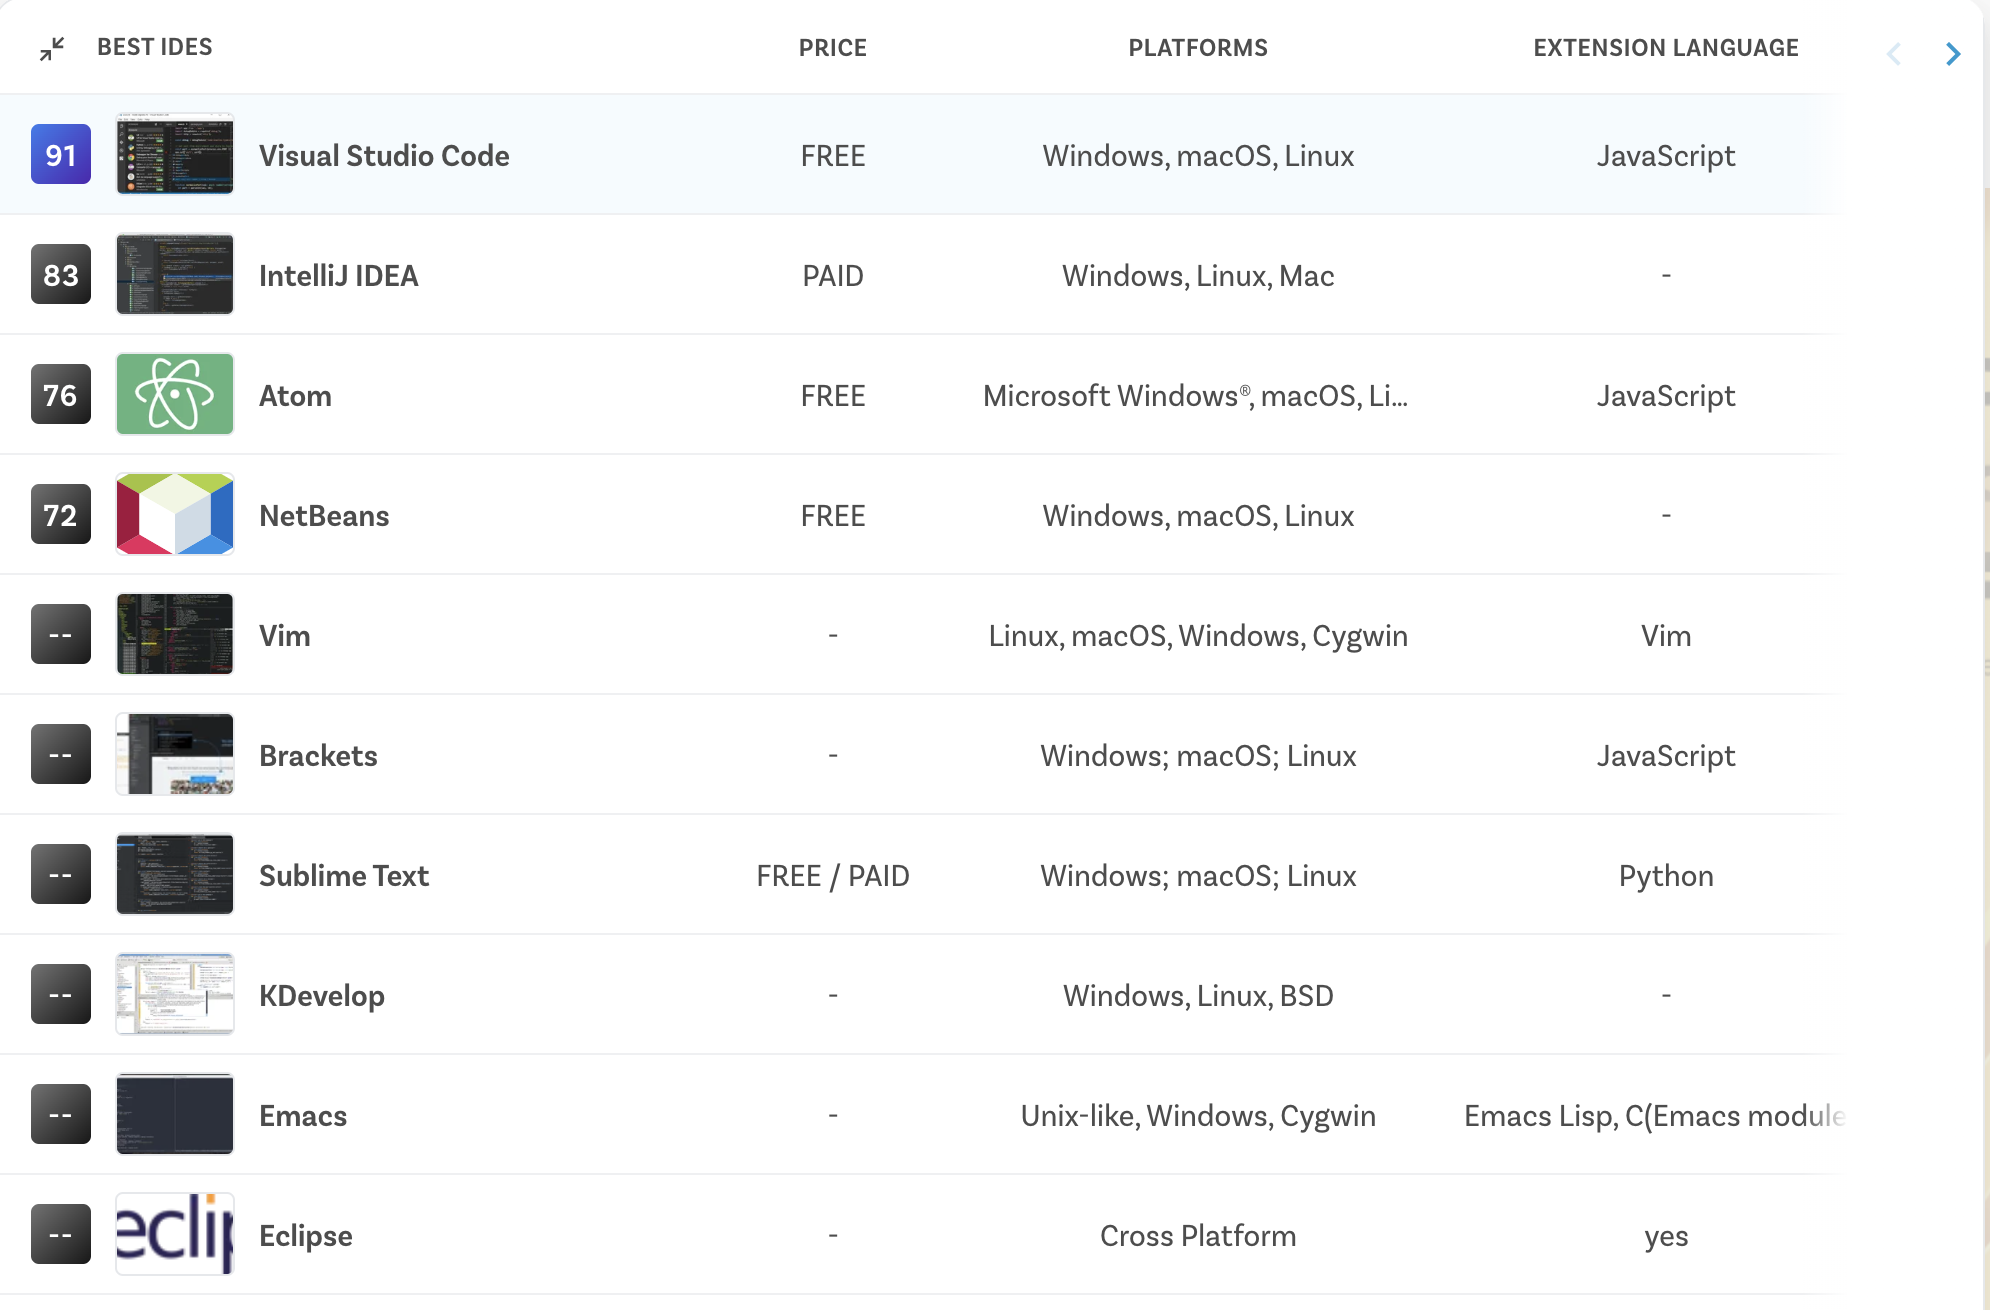 BEST IDES PRICE PLATFORMS EXTENSION LANGUAGE
91 Visual Studio Code FREE Windows, macOS, Linux JavaScript
83 IntelliJ IDEA PAID Windows, Linux, Mac -
76 Atom FREE Microsoft Windows®, macOS, Li... JavaScript
72 NetBeans FREE Windows, macOS, Linux -
-- Vim - Linux, macOS, Windows, Cygwin Vim
-- Brackets - Windows; macOS; Linux JavaScript
-- Sublime Text FREE / PAID Windows; macOS; Linux Python
-- KDevelop - Windows, Linux, BSD -
-- Emacs - Unix-like, Windows, Cygwin Emacs Lisp, C(Emacs module
-- eclip Eclipse - Cross Platform yes